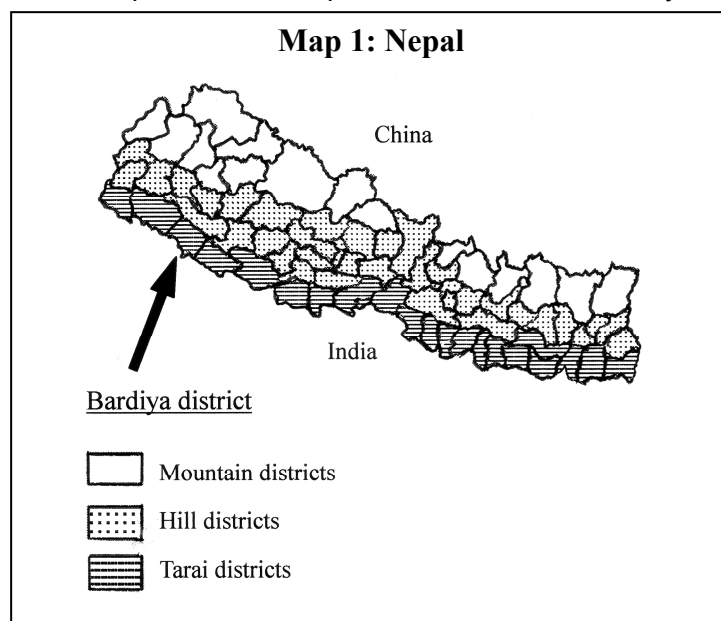 Map 1: Nepal
China
India
Bardiya district
Mountain districts
Hill districts
Tarai districts